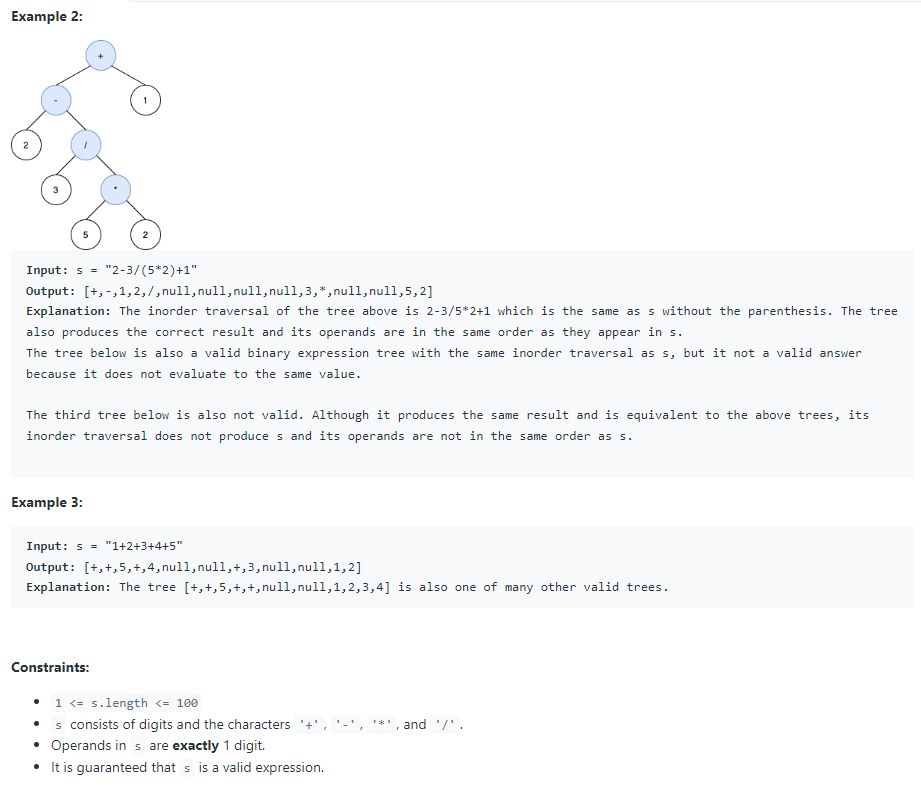 Example 2:
+
-
1
2
/
3
*
5
2
Input: s = "2-3/(5*2)+1"
Output: [+,-,1,2,/,null,null,null,null,3,*,null,null,5,2]
Explanation: The inorder traversal of the tree above is 2-3/5*2+1 which is the same as s without the parenthesis. The tree
also produces the correct result and its operands are in the same order as they appear in s.
The tree below is also a valid binary expression tree with the same inorder traversal as s, but it not a valid answer
because it does not evaluate to the same value.
The third tree below is also not valid. Although it produces the same result and is equivalent to the above trees, its
inorder traversal does not produce s and its operands are not in the same order as s.
Example 3:
Input: s = "1+2+3+4+5"
Output: [+,+,5,+,4,null,null,+,3,null,null,1,2]
Explanation: The tree [+,+,5,+,+,null,null,1,2,3,4] is also one of many other valid trees.
Constraints:
• 1 <= s.length <= 100
• s consists of digits and the characters '+', '-', '*', and '/'.
• Operands in s are exactly 1 digit.
• It is guaranteed that s is a valid expression.